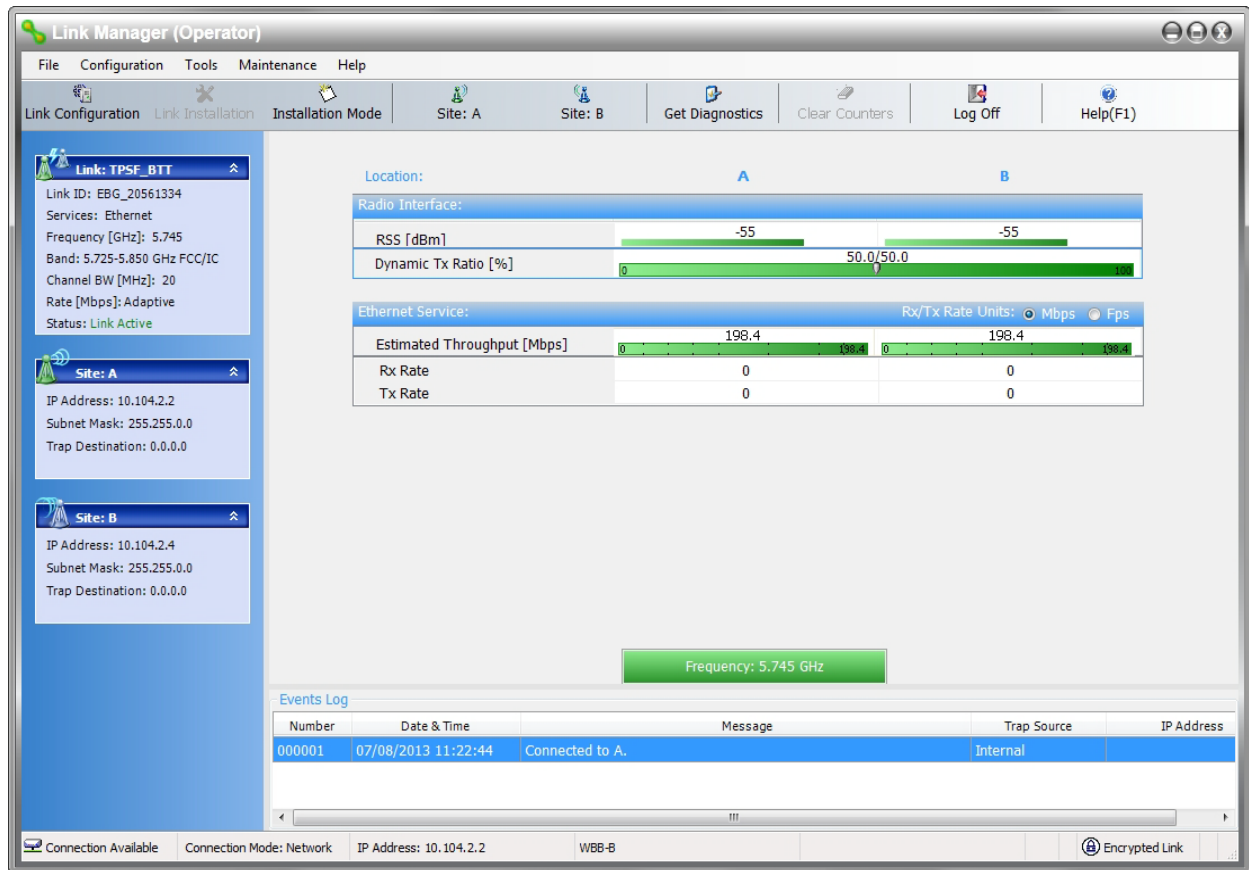 Link Manager (Operator)
File Configuration Tools Maintenance Help
Link Configuration Link Installation Installation Mode Site: A Site: B Get Diagnostics Clear Counters Log Off Help(F1)
Link: TPSF_BTT
Link ID: EBG_20561334
Services: Ethernet
Frequency [GHz]: 5.745
Band: 5.725-5.850 GHz FCC/IC
Channel BW [MHz]: 20
Rate [Mbps]: Adaptive
Status: Link Active
Site: A
IP Address: 10.104.2.2
Subnet Mask: 255.255.0.0
Trap Destination: 0.0.0.0
Site: B
IP Address: 10.104.2.4
Subnet Mask: 255.255.0.0
Trap Destination: 0.0.0.0
Location: A B
Radio Interface:
RSS [dBm] -55 -55
Dynamic Tx Ratio [%] 0 50.0/50.0 100
Ethernet Service: Rx/Tx Rate Units: Mbps Fps
Estimated Throughput [Mbps] 0 198.4 198.4 0 198.4 198.4
Rx Rate 0 0
Tx Rate 0 0
Frequency: 5.745 GHz
Events Log
Number Date & Time Message Trap Source IP Address
000001 07/08/2013 11:22:44 Connected to A. Internal
Connection Available Connection Mode: Network IP Address: 10.104.2.2 WBB-B Encrypted Link